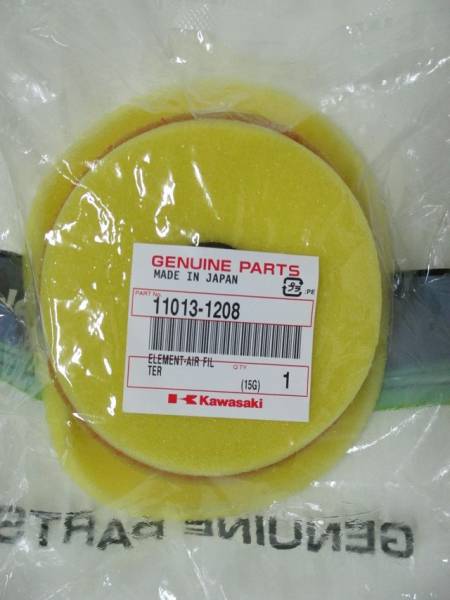 GENUINE PARTS
MADE IN JAPAN
PE
PART No.
11013-1208
ELEMENT-AIR FIL
TER
Q'TY
(15G)
1
Kawasaki
GENUINE PARTS